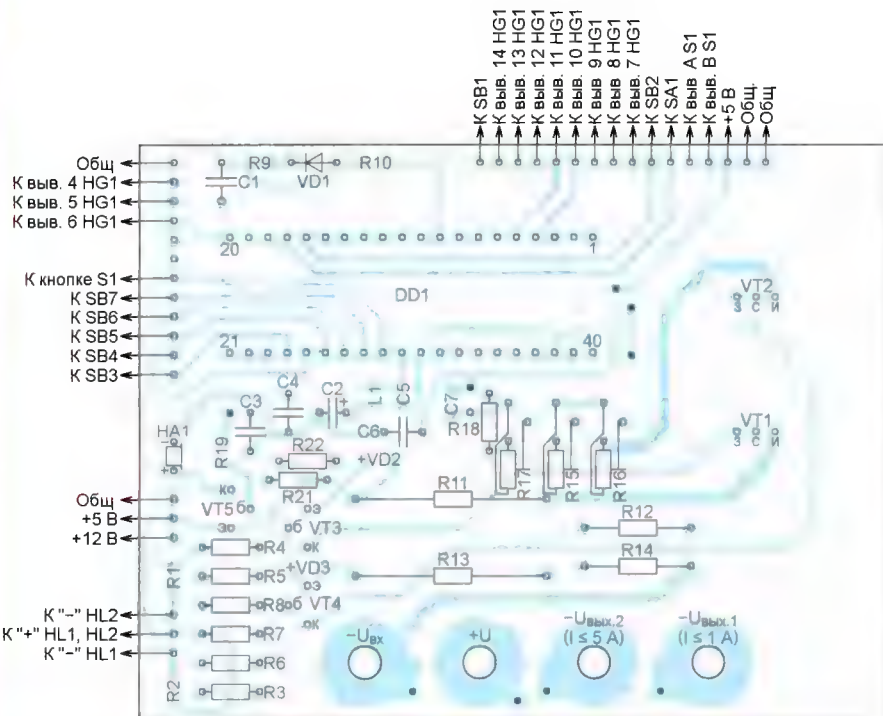 К SB1
К выв. 14 HG1
К выв. 13 HG1
К выв. 12 HG1
К выв. 11 HG1
К выв. 10 HG1
К выв 9 HG1
К выв 8 HG1
К выв. 7 HG1
К SB2
К SA1
К выв A S1
К выв. B S1
+5 В
Общ.
Общ
Общ
К выв. 4 HG1
К выв. 5 HG1
К выв. 6 HG1
R9
VD1
R10
C1
20
1
К кнопке S1
К SB7
К SB6
К SB5
К SB4
К SB3
DD1
VT2
З С И
21
40
C4
C3
C2
+
L1
C5
C7
C6
R18
HA1
–
+
R19
R22
+VD2
R17
R15
R16
VT1
З С И
R21
R11
Общ
+5 В
+12 В
к
VT5 б
э
э
б VT3
к
R12
R4
R1
R5
+VD3
R13
R14
э
R8
б VT4
к
К "–" HL2
К "+" HL1, HL2
К "–" HL1
R7
R6
R2
R3
–Uвх
+U
–Uвых.2
(I ≤ 5 А)
–Uвых.1
(I ≤ 1 А)